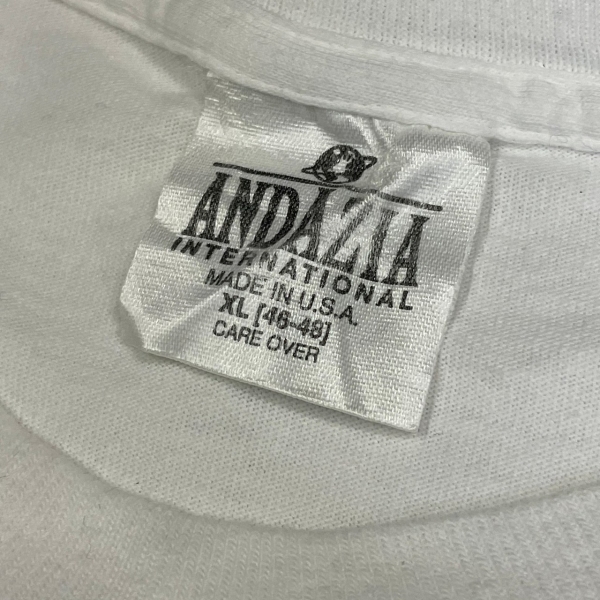 ANDAZIA
INTERNATIONAL
MADE IN U.S.A.
XL [46-48]
CARE OVER